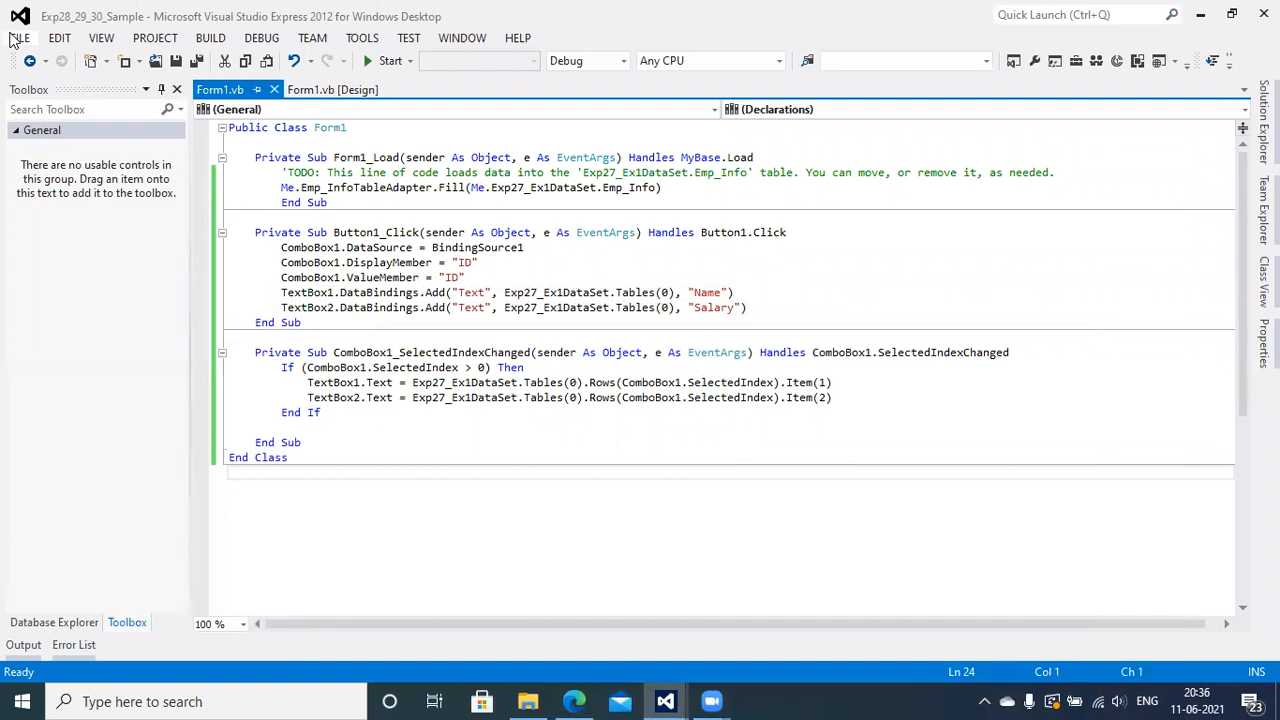 Exp28_29_30_Sample - Microsoft Visual Studio Express 2012 for Windows Desktop
Quick Launch (Ctrl+Q)
FILE EDIT VIEW PROJECT BUILD DEBUG TEAM TOOLS TEST WINDOW HELP
Start Debug Any CPU
Toolbox
Form1.vb Form1.vb [Design]
Search Toolbox
(General) (Declarations)
General
There are no usable controls in
this group. Drag an item onto
this text to add it to the toolbox.
Public Class Form1
Private Sub Form1_Load(sender As Object, e As EventArgs) Handles MyBase.Load
'TODO: This line of code loads data into the 'Exp27_Ex1DataSet.Emp_Info' table. You can move, or remove it, as needed.
Me.Emp_InfoTableAdapter.Fill(Me.Exp27_Ex1DataSet.Emp_Info)
End Sub
Private Sub Button1_Click(sender As Object, e As EventArgs) Handles Button1.Click
ComboBox1.DataSource = BindingSource1
ComboBox1.DisplayMember = "ID"
ComboBox1.ValueMember = "ID"
TextBox1.DataBindings.Add("Text", Exp27_Ex1DataSet.Tables(0), "Name")
TextBox2.DataBindings.Add("Text", Exp27_Ex1DataSet.Tables(0), "Salary")
End Sub
Private Sub ComboBox1_SelectedIndexChanged(sender As Object, e As EventArgs) Handles ComboBox1.SelectedIndexChanged
If (ComboBox1.SelectedIndex > 0) Then
TextBox1.Text = Exp27_Ex1DataSet.Tables(0).Rows(ComboBox1.SelectedIndex).Item(1)
TextBox2.Text = Exp27_Ex1DataSet.Tables(0).Rows(ComboBox1.SelectedIndex).Item(2)
End If
End Sub
End Class
Solution Explorer
Team Explorer
Class View
Properties
Database Explorer Toolbox
100 %
Output Error List
Ready Ln 24 Col 1 Ch 1 INS
Type here to search
ENG
20:36
11-06-2021
23